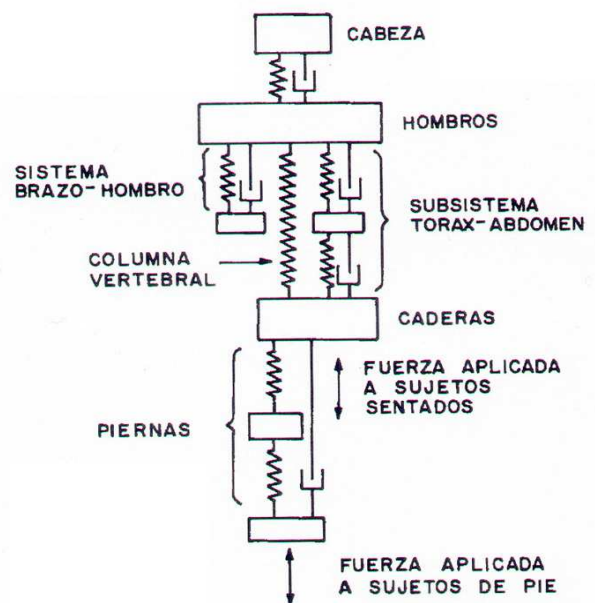 CABEZA
HOMBROS
SISTEMA
BRAZO-HOMBRO
SUBSISTEMA
TORAX-ABDOMEN
COLUMNA
VERTEBRAL
CADERAS
FUERZA APLICADA
A SUJETOS
SENTADOS
PIERNAS
FUERZA APLICADA
A SUJETOS DE PIE